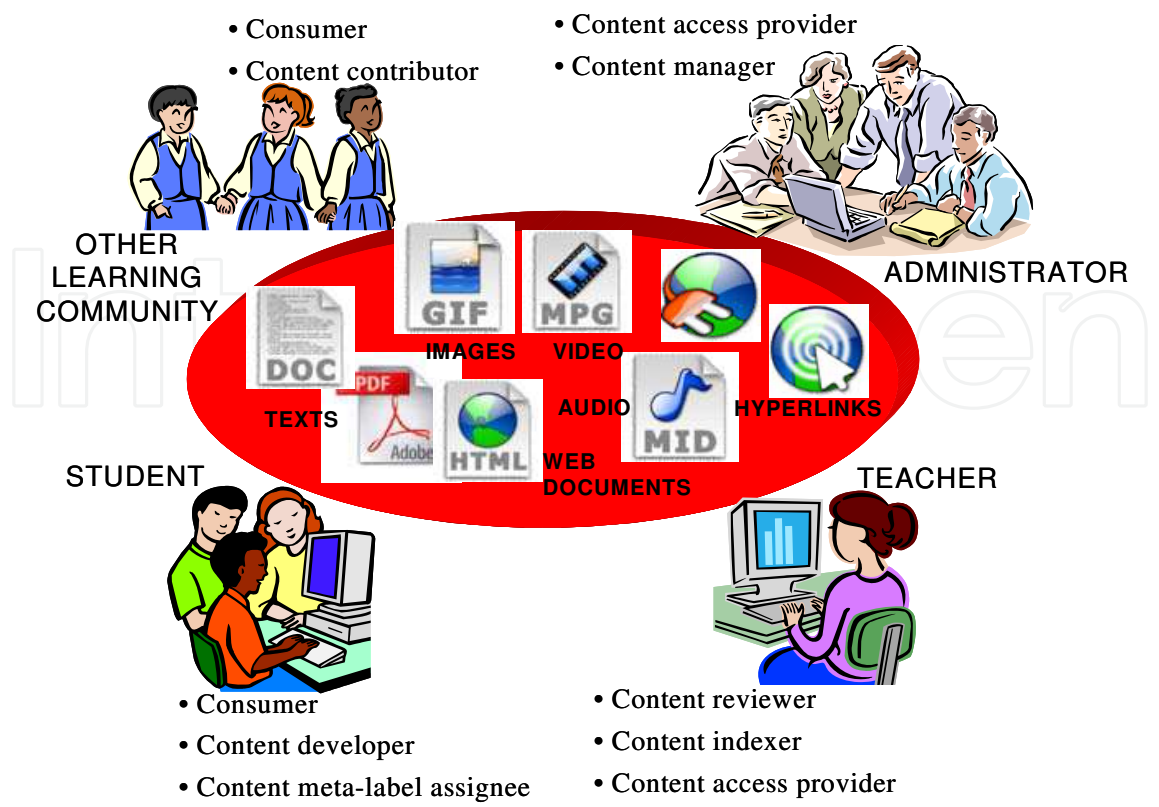 • Consumer
• Content contributor
• Content access provider
• Content manager
OTHER
LEARNING
COMMUNITY
ADMINISTRATOR
GIF
MPG
IMAGES
VIDEO
DOC
TEXTS
PDF
Adobe
HTML
AUDIO
MID
HYPERLINKS
WEB
DOCUMENTS
STUDENT
TEACHER
• Consumer
• Content developer
• Content meta-label assignee
• Content reviewer
• Content indexer
• Content access provider